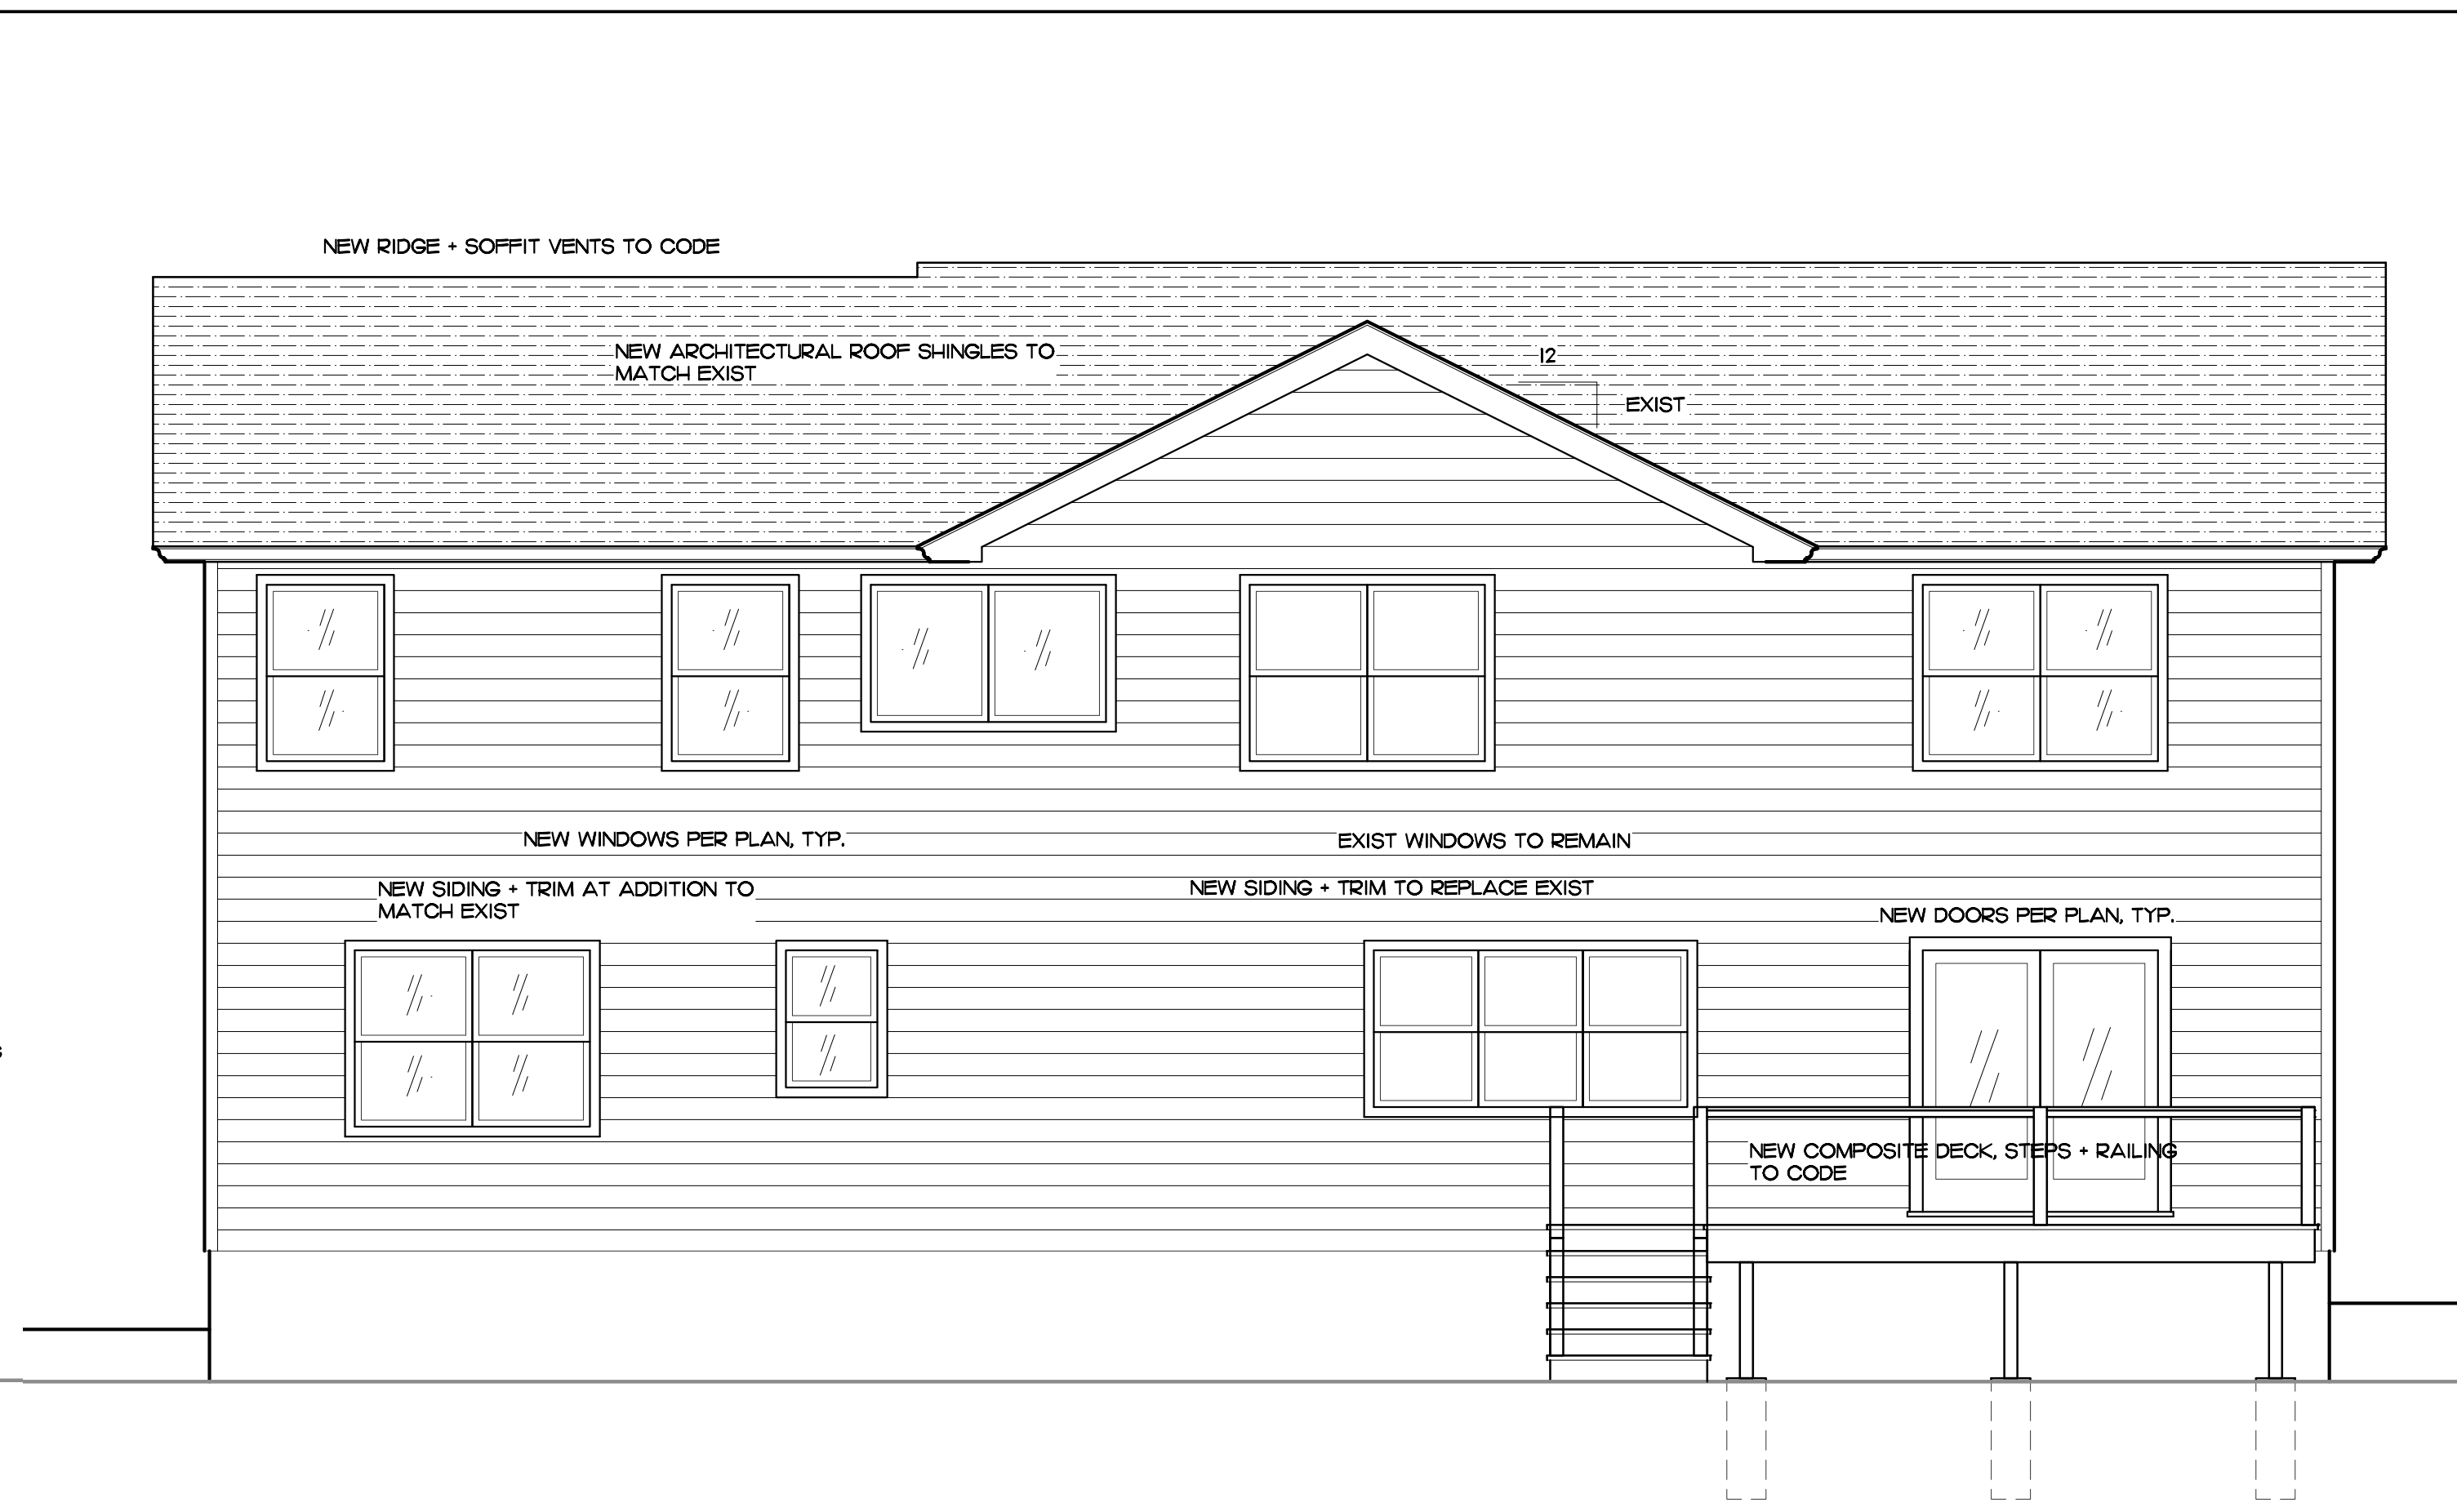 NEW RIDGE + SOFFIT VENTS TO CODE
NEW ARCHITECTURAL ROOF SHINGLES TO
MATCH EXIST
12
EXIST
NEW WINDOWS PER PLAN, TYP.
EXIST WINDOWS TO REMAIN
NEW SIDING + TRIM AT ADDITION TO
MATCH EXIST
NEW SIDING + TRIM TO REPLACE EXIST
NEW DOORS PER PLAN, TYP.
NEW COMPOSITE DECK, STEPS + RAILING
TO CODE